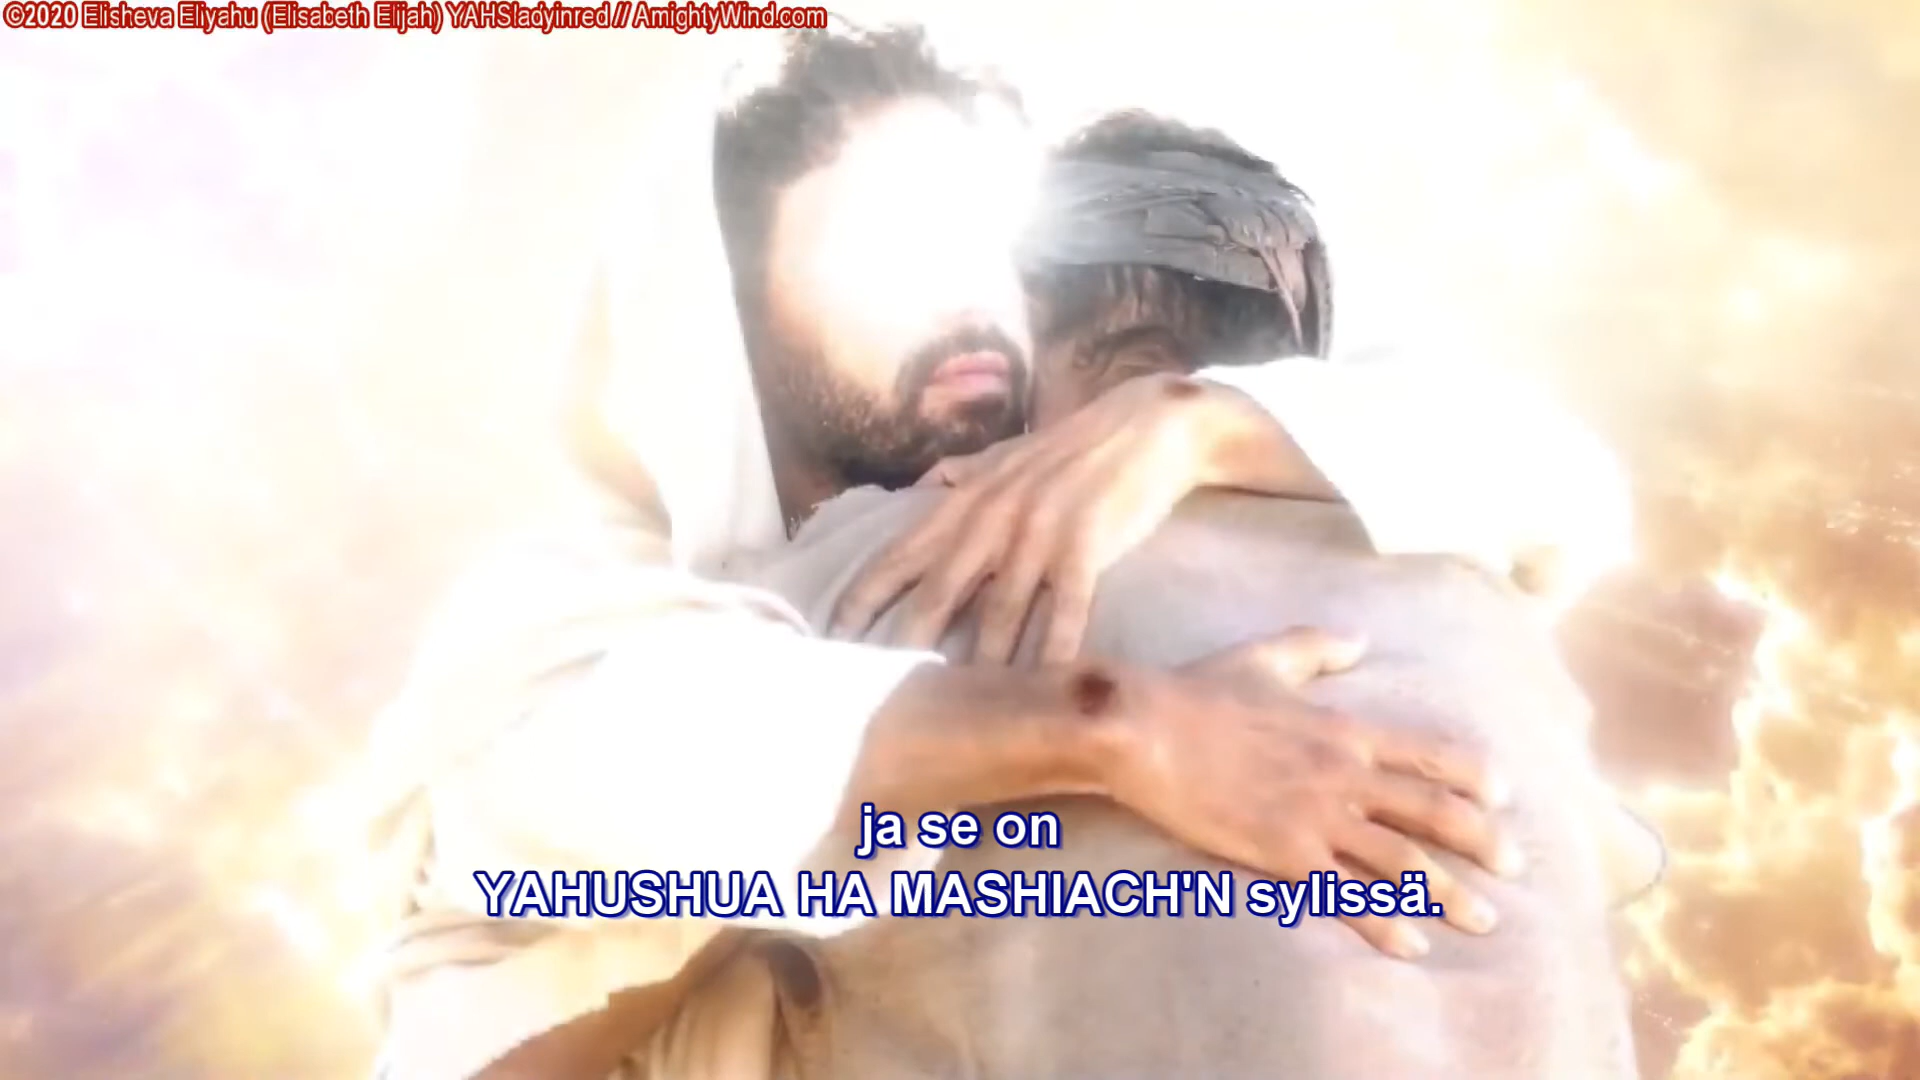 ©2020 Elisheva Eliyahu (Elisabeth Elijah) YAHSladyinred // AmightyWind.com
ja se on
YAHUSHUA HA MASHIACH'N sylissä.